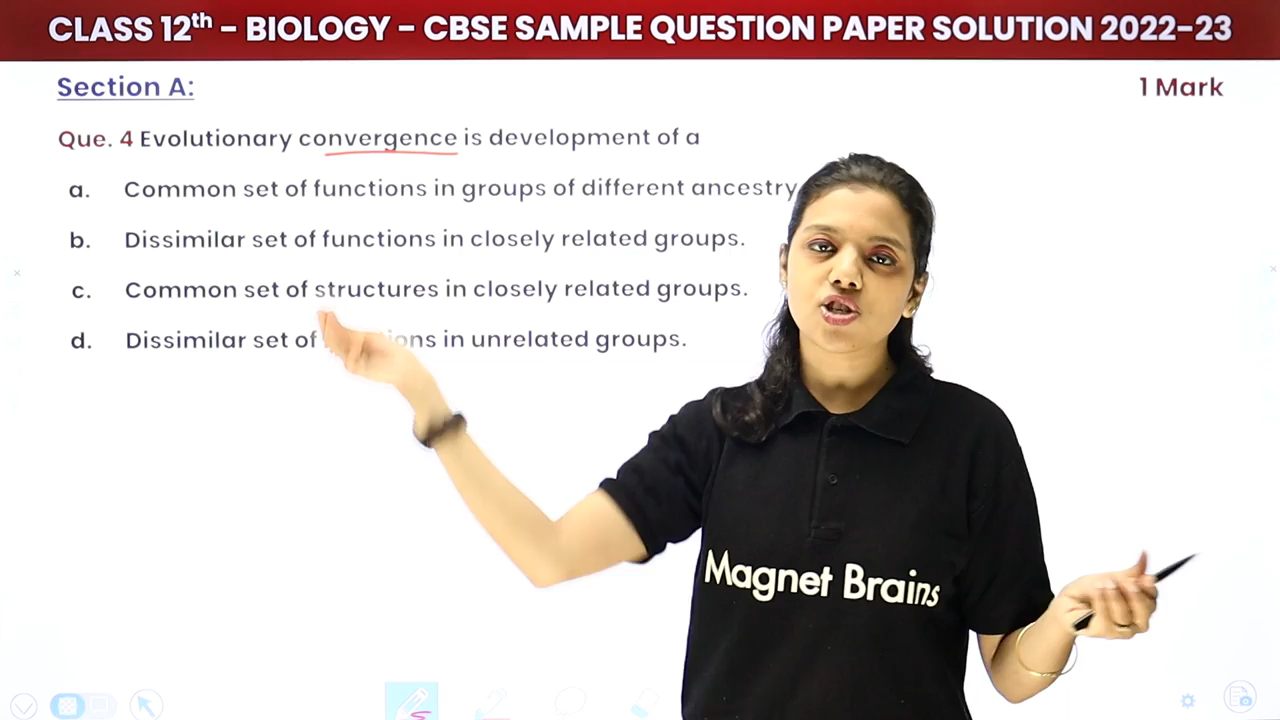 CLASS 12th – BIOLOGY – CBSE SAMPLE QUESTION PAPER SOLUTION 2022–23
Section A:
1 Mark
Que. 4 Evolutionary convergence is development of a
a. Common set of functions in groups of different ancestry
b. Dissimilar set of functions in closely related groups.
c. Common set of structures in closely related groups.
d. Dissimilar set of in unrelated groups.
Magnet Brains